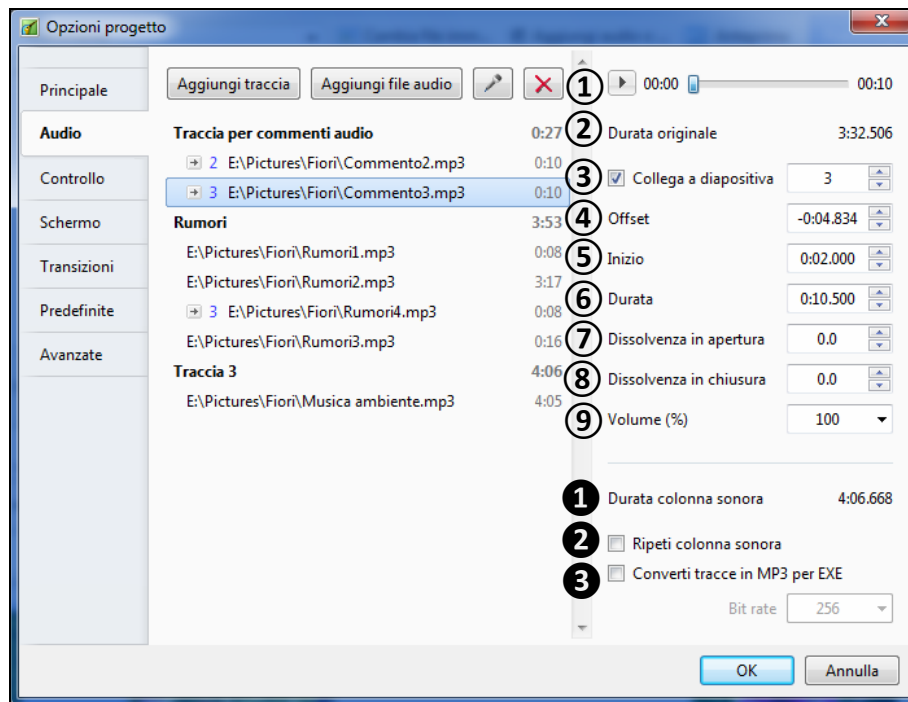 Opzioni progetto
Principale
Audio
Controllo
Schermo
Transizioni
Predefinite
Avanzate
Aggiungi traccia Aggiungi file audio
Traccia per commenti audio 0:27
2 E:\Pictures\Fiori\Commento2.mp3 0:10
3 E:\Pictures\Fiori\Commento3.mp3 0:10
Rumori 3:53
E:\Pictures\Fiori\Rumori1.mp3 0:08
E:\Pictures\Fiori\Rumori2.mp3 3:17
3 E:\Pictures\Fiori\Rumori4.mp3 0:08
E:\Pictures\Fiori\Rumori3.mp3 0:16
Traccia 3 4:06
E:\Pictures\Fiori\Musica ambiente.mp3 4:05
① 00:00 00:10
② Durata originale 3:32.506
③ Collega a diapositiva 3
④ Offset -0:04.834
⑤ Inizio 0:02.000
⑥ Durata 0:10.500
⑦ Dissolvenza in apertura 0.0
⑧ Dissolvenza in chiusura 0.0
⑨ Volume (%) 100
❶ Durata colonna sonora 4:06.668
❷ Ripeti colonna sonora
❸ Converti tracce in MP3 per EXE
Bit rate 256
OK Annulla